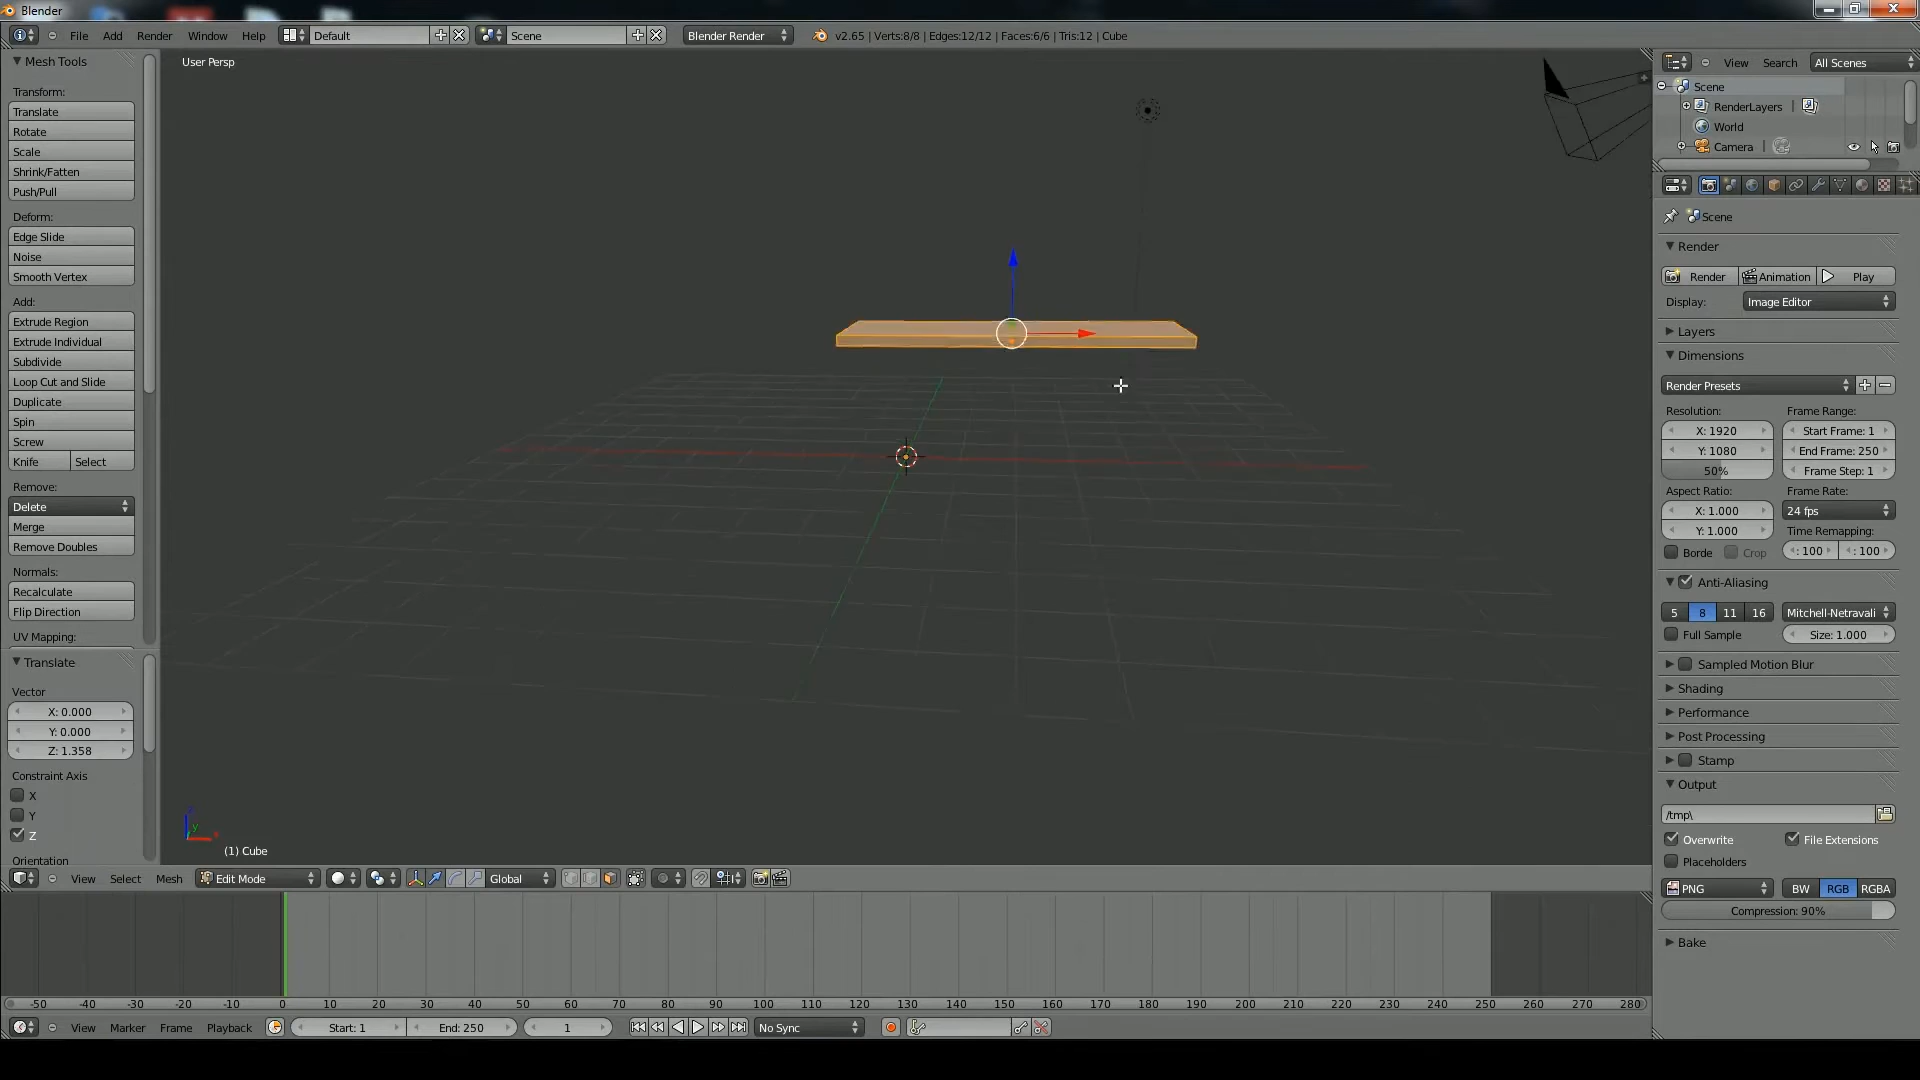 Blender
File Add Render Window Help Default Scene Blender Render v2.65 | Verts:8/8 | Edges:12/12 | Faces:6/6 | Tris:12 | Cube
Mesh Tools
Transform:
Translate
Rotate
Scale
Shrink/Fatten
Push/Pull
Deform:
Edge Slide
Noise
Smooth Vertex
Add:
Extrude Region
Extrude Individual
Subdivide
Loop Cut and Slide
Duplicate
Spin
Screw
Knife Select
Remove:
Delete
Merge
Remove Doubles
Normals:
Recalculate
Flip Direction
UV Mapping:
Translate
Vector
X: 0.000
Y: 0.000
Z: 1.358
Constraint Axis
X
Y
Z
Orientation
User Persp
z
y
(1) Cube
View Select Mesh Edit Mode Global
-50 -40 -30 -20 -10 0 10 20 30 40 50 60 70 80 90 100 110 120 130 140 150 160 170 180 190 200 210 220 230 240 250 260 270 280
View Marker Frame Playback Start: 1 End: 250 1 No Sync
View Search All Scenes
Scene
RenderLayers |
World
Camera |
Scene
Render
Render Animation Play
Display: Image Editor
Layers
Dimensions
Render Presets
Resolution: Frame Range:
X: 1920 Start Frame: 1
Y: 1080 End Frame: 250
50% Frame Step: 1
Aspect Ratio: Frame Rate:
X: 1.000 24 fps
Y: 1.000 Time Remapping:
Borde Crop : 100 : 100
Anti-Aliasing
5 8 11 16 Mitchell-Netravali
Full Sample Size: 1.000
Sampled Motion Blur
Shading
Performance
Post Processing
Stamp
Output
/tmp\
Overwrite File Extensions
Placeholders
PNG BW RGB RGBA
Compression: 90%
Bake